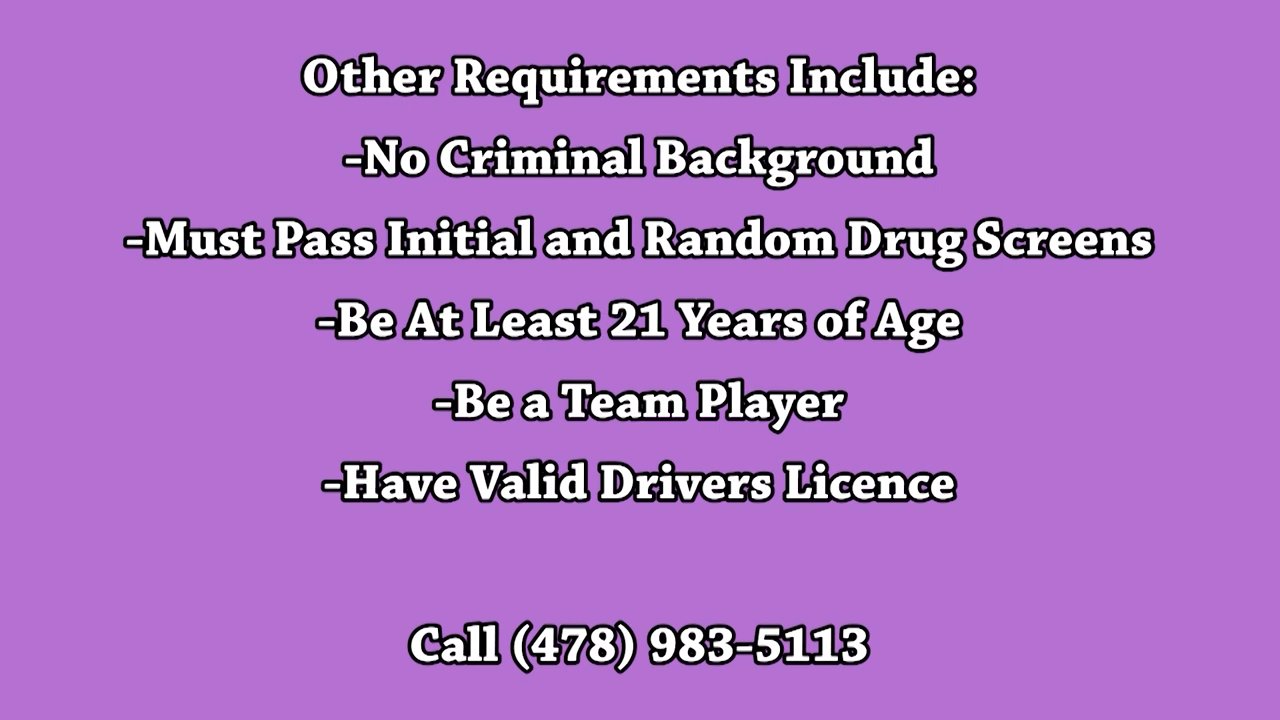 Other Requirements Include:
-No Criminal Background
-Must Pass Initial and Random Drug Screens
-Be At Least 21 Years of Age
-Be a Team Player
-Have Valid Drivers Licence
Call (478) 983-5113